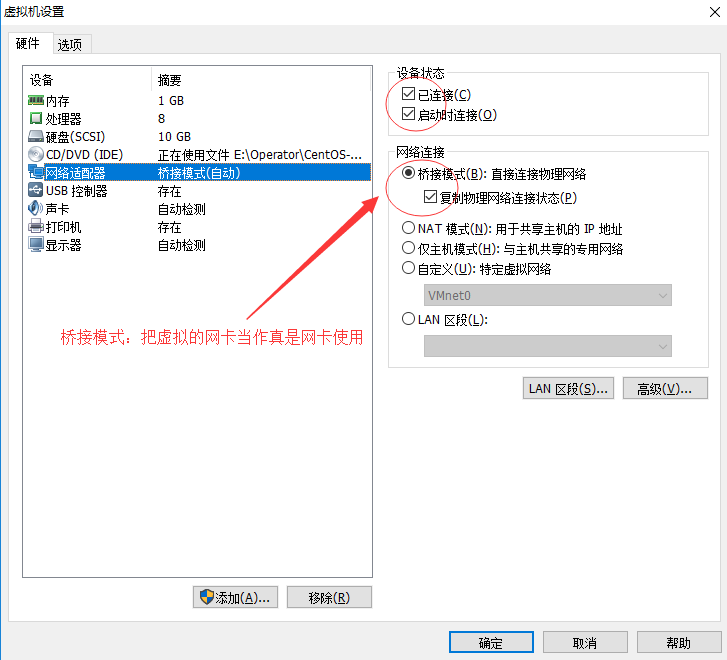 虚拟机设置
硬件 选项
设备 摘要
内存 1 GB
处理器 8
硬盘(SCSI) 10 GB
CD/DVD (IDE) 正在使用文件 E:\Operator\CentOS-...
网络适配器 桥接模式(自动)
USB 控制器 存在
声卡 自动检测
打印机 存在
显示器 自动检测
桥接模式：把虚拟的网卡当作真是网卡使用
添加(A)... 移除(R)
设备状态
已连接(C)
启动时连接(O)
网络连接
桥接模式(B): 直接连接物理网络
复制物理网络连接状态(P)
NAT 模式(N): 用于共享主机的 IP 地址
仅主机模式(H): 与主机共享的专用网络
自定义(U): 特定虚拟网络
VMnet0
LAN 区段(L):
LAN 区段(S)... 高级(V)...
确定 取消 帮助